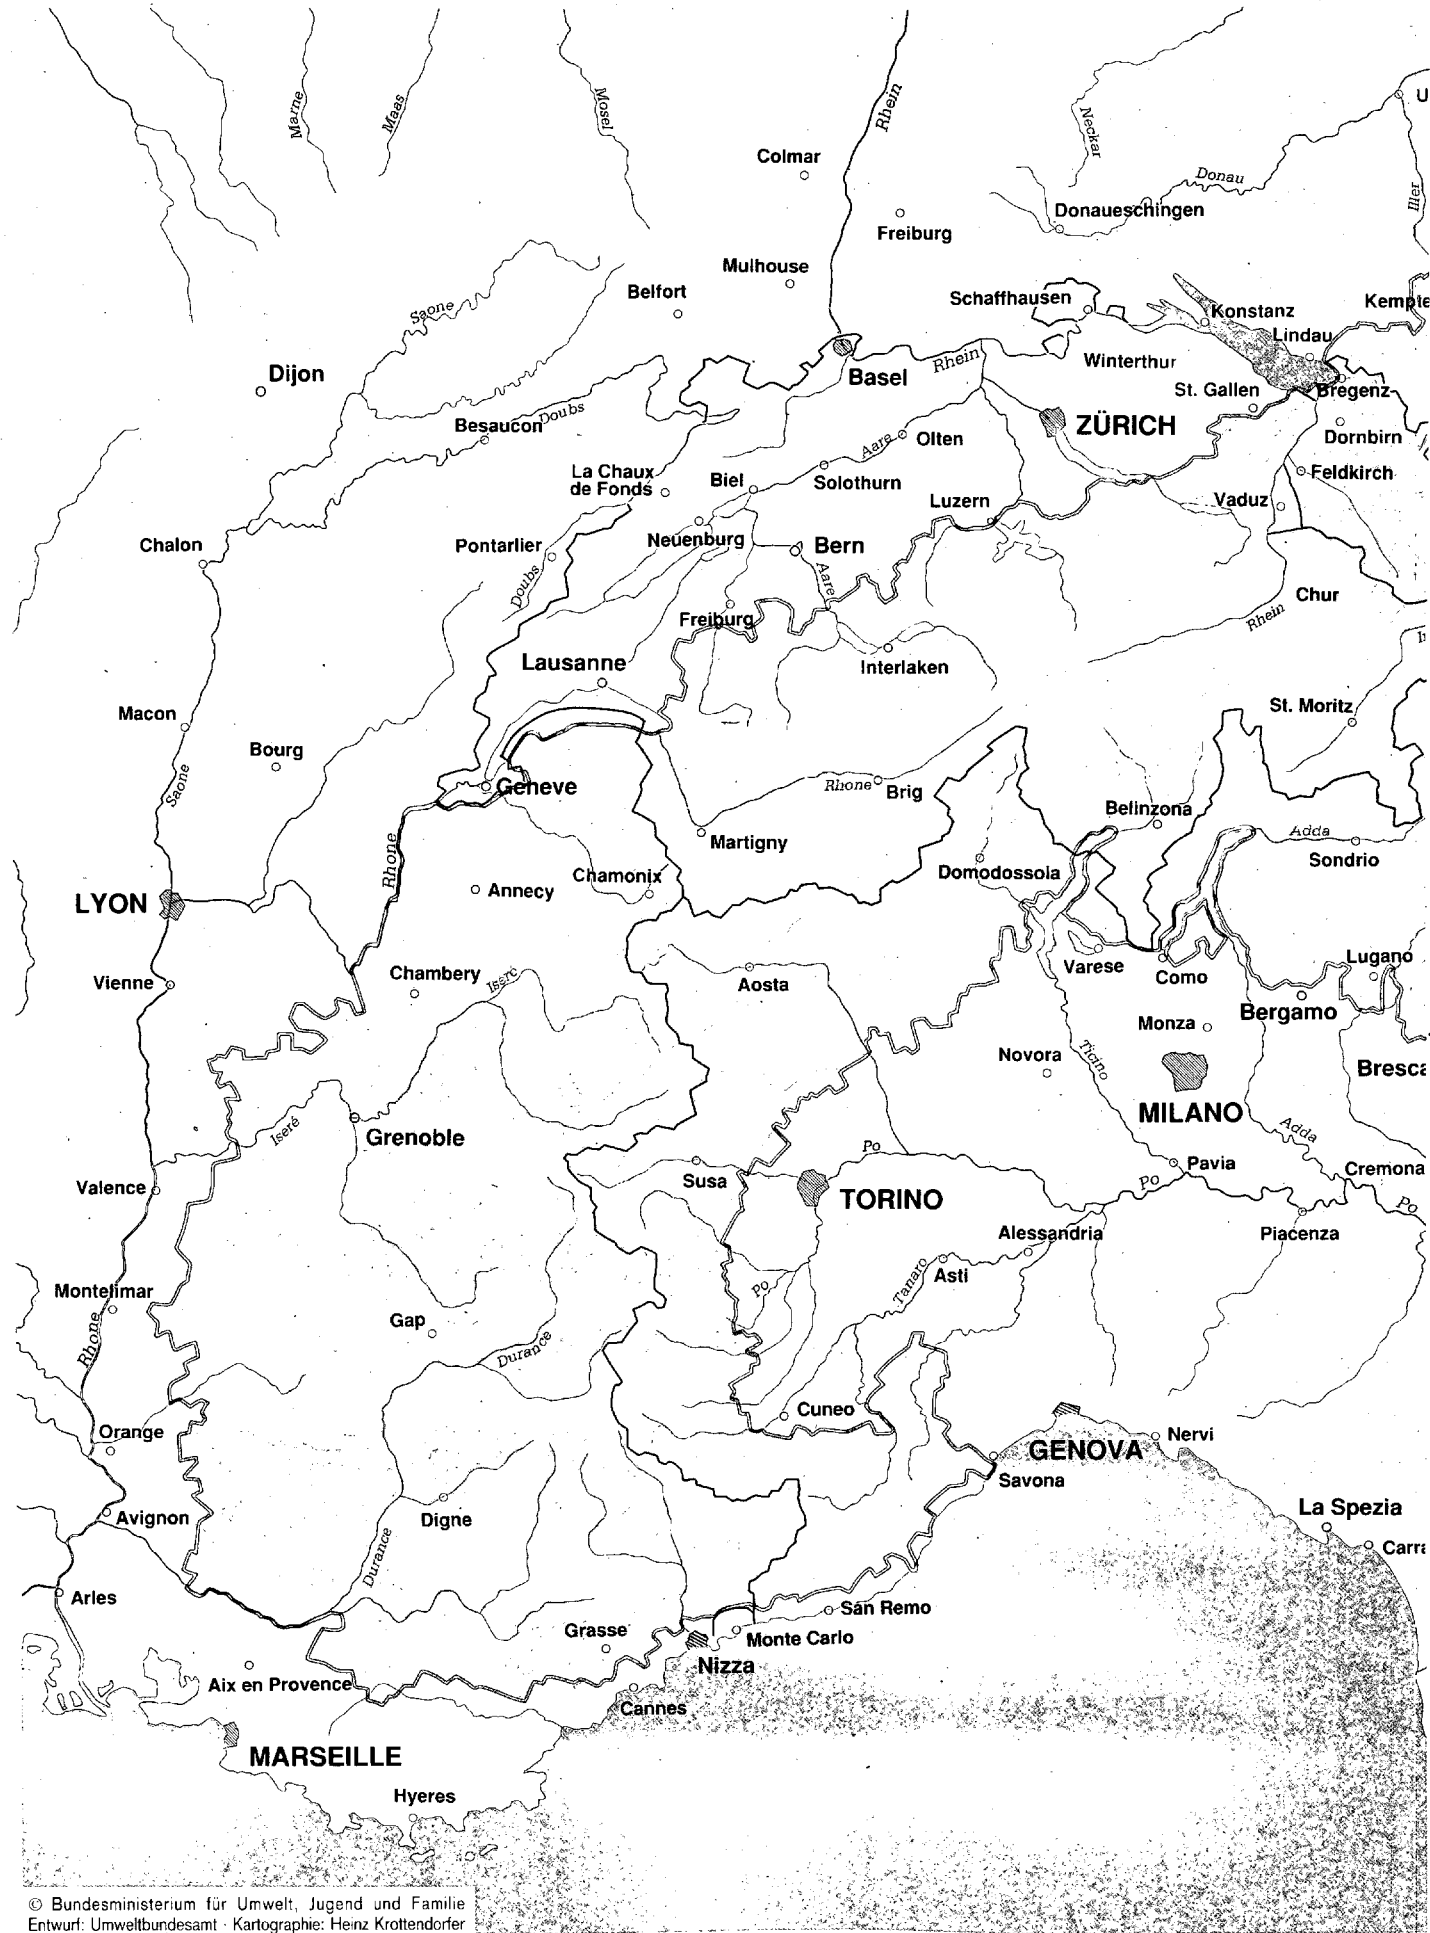 Marne
Maas
Mosel
Rhein
Neckar
Donau
Iller
U
Colmar
Donaueschingen
Freiburg
Mulhouse
Belfort
Schaffhausen
Konstanz
Kempte
Saone
Lindau
Dijon
Basel
Rhein
Winterthur
St. Gallen
Bregenz
Besaucon
Doubs
Aare
Olten
ZÜRICH
Dornbirn
La Chaux
de Fonds
Biel
Solothurn
Feldkirch
Luzern
Vaduz
Chalon
Pontarlier
Neuenburg
Bern
Doubs
Aare
Chur
Rhein
Freiburg
Lausanne
Interlaken
Macon
St. Moritz
Bourg
Saone
Geneve
Rhone
Brig
Belinzona
Martigny
Adda
Sondrio
Rhone
Chamonix
Annecy
Domodossola
LYON
Vienne
Chambery
Isere
Aosta
Varese
Como
Lugano
Bergamo
Monza
Novora
Ticino
Bresca
MILANO
Iseré
Grenoble
Po
Adda
Susa
Pavia
Cremona
Valence
TORINO
Po
Po
Alessandria
Piacenza
Montelimar
Po
Tanaro
Asti
Rhone
Gap
Durance
Cuneo
Orange
GENOVA
Nervi
Savona
Avignon
Digne
La Spezia
Durance
Carra
Arles
San Remo
Grasse
Monte Carlo
Nizza
Aix en Provence
Cannes
MARSEILLE
Hyeres
© Bundesministerium für Umwelt, Jugend und Familie
Entwurf: Umweltbundesamt · Kartographie: Heinz Krottendorfer